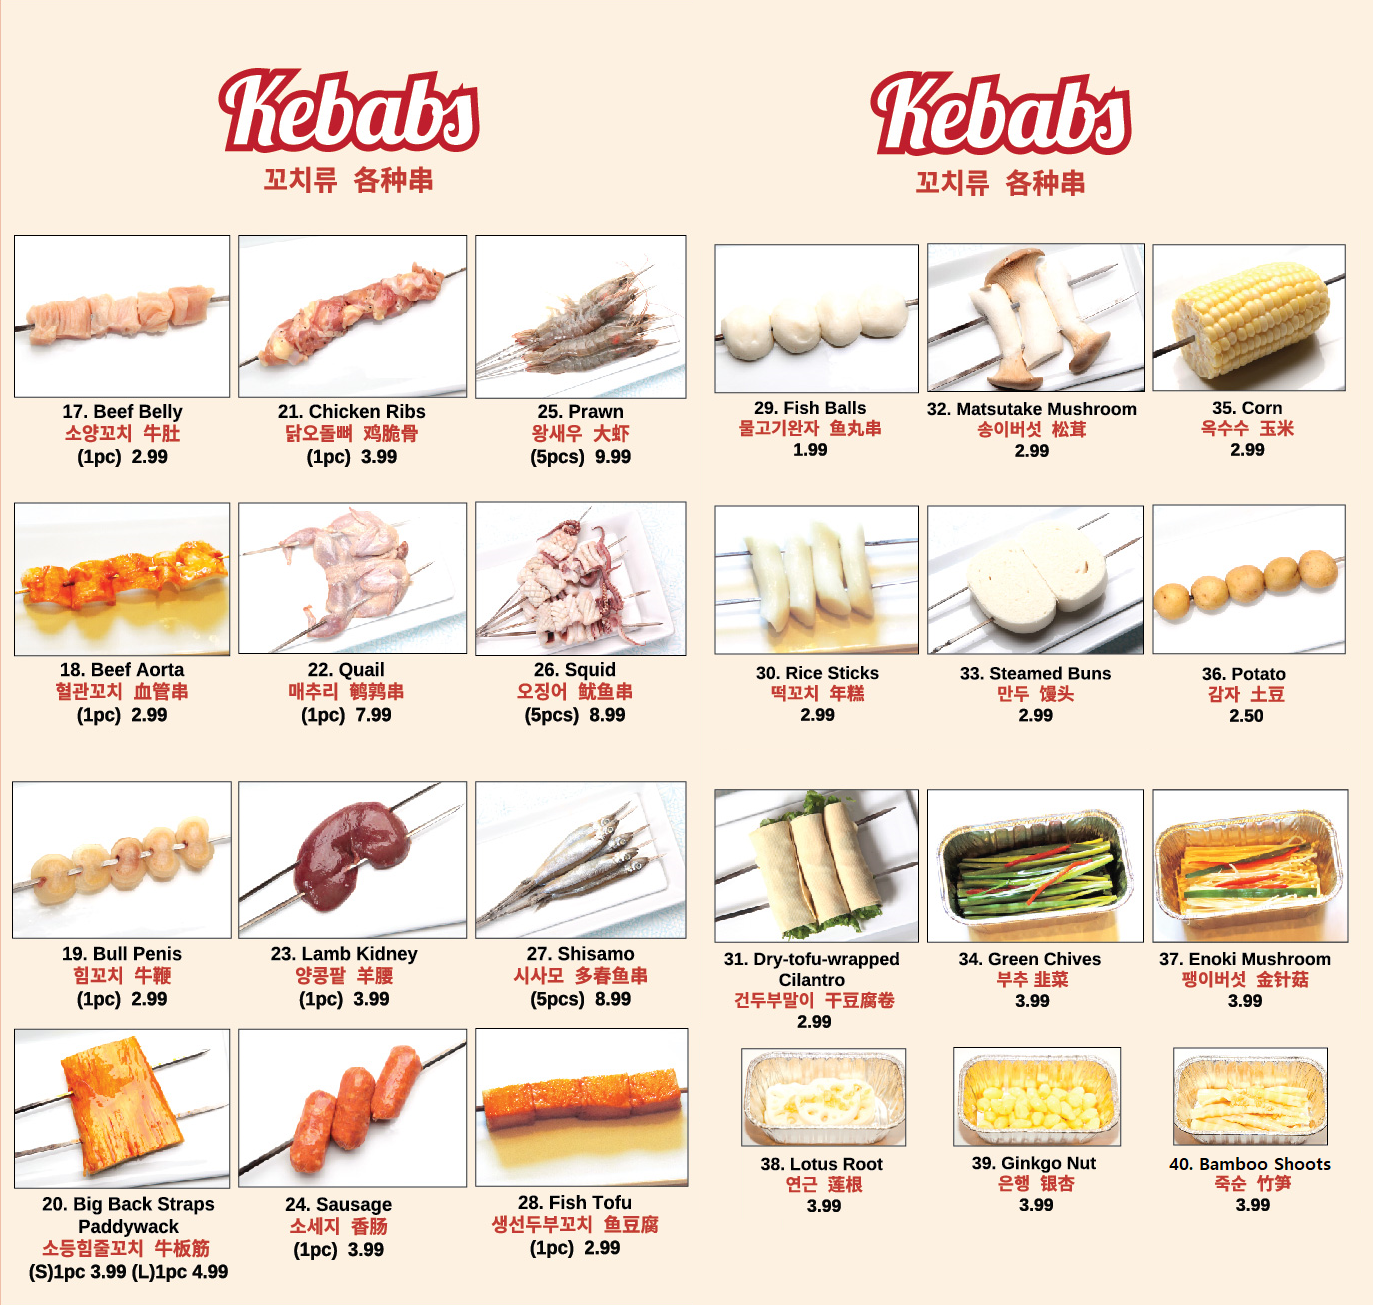 Kebabs
꼬치류 各种串
17. Beef Belly
소양꼬치 牛肚
(1pc) 2.99
21. Chicken Ribs
닭오돌뼈 鸡脆骨
(1pc) 3.99
25. Prawn
왕새우 大虾
(5pcs) 9.99
18. Beef Aorta
혈관꼬치 血管串
(1pc) 2.99
22. Quail
매추리 鹌鹑串
(1pc) 7.99
26. Squid
오징어 鱿鱼串
(5pcs) 8.99
19. Bull Penis
힘꼬치 牛鞭
(1pc) 2.99
23. Lamb Kidney
양콩팥 羊腰
(1pc) 3.99
27. Shisamo
시사모 多春鱼串
(5pcs) 8.99
20. Big Back Straps
Paddywack
소등힘줄꼬치 牛板筋
(S)1pc 3.99 (L)1pc 4.99
24. Sausage
소세지 香肠
(1pc) 3.99
28. Fish Tofu
생선두부꼬치 鱼豆腐
(1pc) 2.99
Kebabs
꼬치류 各种串
29. Fish Balls
물고기완자 鱼丸串
1.99
32. Matsutake Mushroom
송이버섯 松茸
2.99
35. Corn
옥수수 玉米
2.99
30. Rice Sticks
떡꼬치 年糕
2.99
33. Steamed Buns
만두 馒头
2.99
36. Potato
감자 土豆
2.50
31. Dry-tofu-wrapped
Cilantro
건두부말이 干豆腐卷
2.99
34. Green Chives
부추 韭菜
3.99
37. Enoki Mushroom
팽이버섯 金针菇
3.99
38. Lotus Root
연근 莲根
3.99
39. Ginkgo Nut
은행 银杏
3.99
40. Bamboo Shoots
죽순 竹笋
3.99